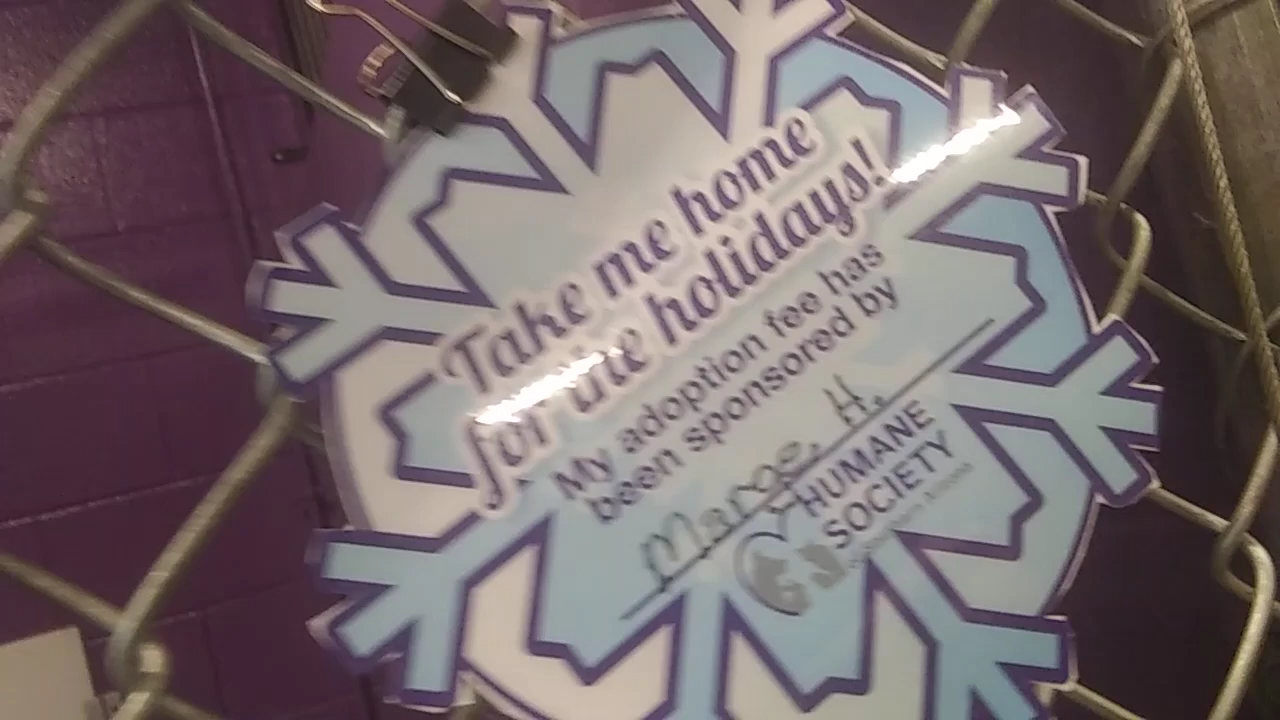 Take me home
for the holidays!
My adoption fee has
been sponsored by
Marge. H.
HUMANE
SOCIETY